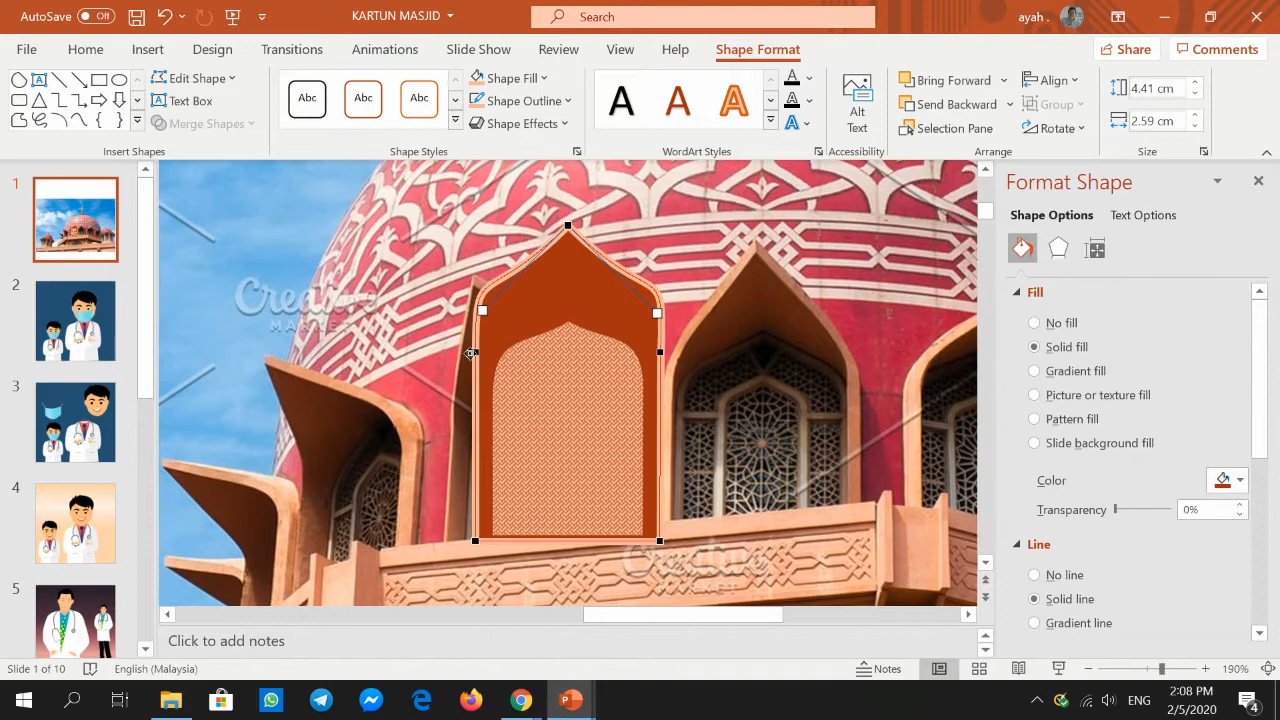 AutoSave Off KARTUN MASJID Search ayah .
File Home Insert Design Transitions Animations Slide Show Review View Help Shape Format Share Comments
Edit Shape Text Box Merge Shapes
Insert Shapes
Abc Abc Abc
Shape Fill Shape Outline Shape Effects
Shape Styles
A A A
WordArt Styles
Alt Text
Accessibility
Bring Forward Send Backward Selection Pane
Align Group Rotate
Arrange
4.41 cm
2.59 cm
Size
1
2
3
4
5
Creative
MARKET
Creative
Format Shape
Shape Options Text Options
Fill
No fill
Solid fill
Gradient fill
Picture or texture fill
Pattern fill
Slide background fill
Color
Transparency 0%
Line
No line
Solid line
Gradient line
Click to add notes
Slide 1 of 10 English (Malaysia) Notes 190%
ENG 2:08 PM
2/5/2020 4